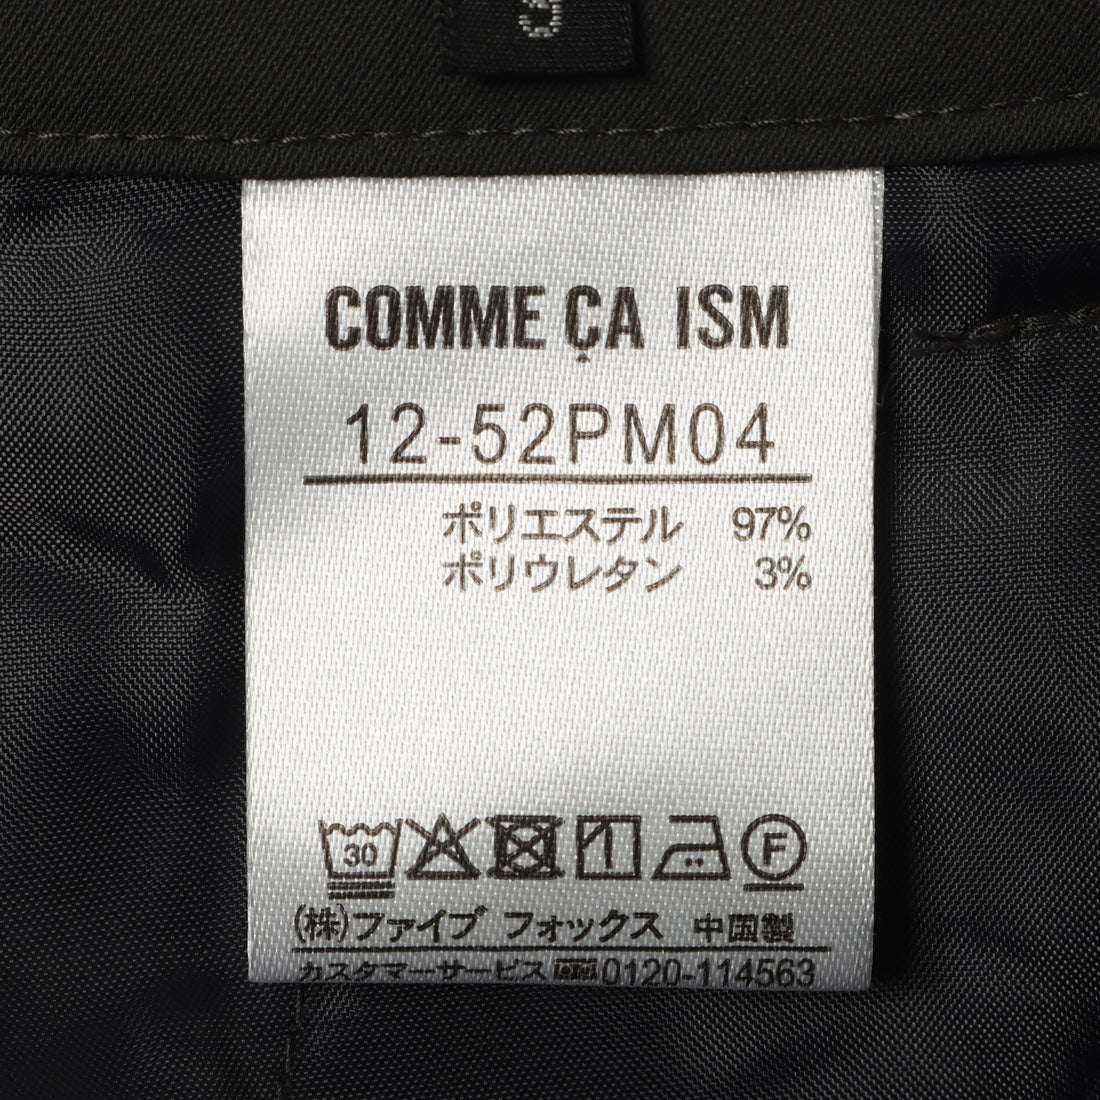 3
COMME ÇA ISM
12-52PM04
ポリエステル 97%
ポリウレタン 3%
30 F
(株)ファイブ フォックス 中国製
カスタマーサービス 0120-114563